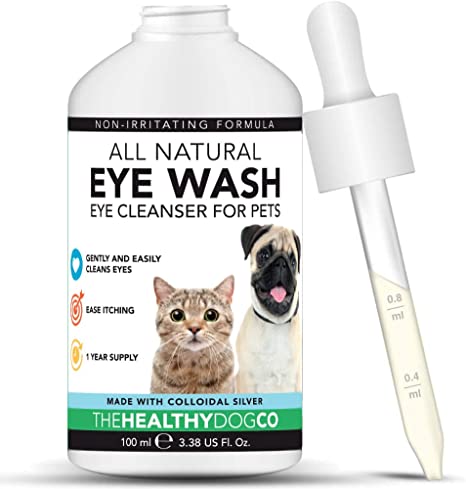 NON-IRRITATING FORMULA
ALL NATURAL
EYE WASH
EYE CLEANSER FOR PETS
GENTLY AND EASILY
CLEANS EYES
EASE ITCHING
1 YEAR SUPPLY
MADE WITH COLLOIDAL SILVER
THEHEALTHYDOGCO
100 ml ℮ 3.38 US Fl. Oz.
0.8
ml
0.4
ml